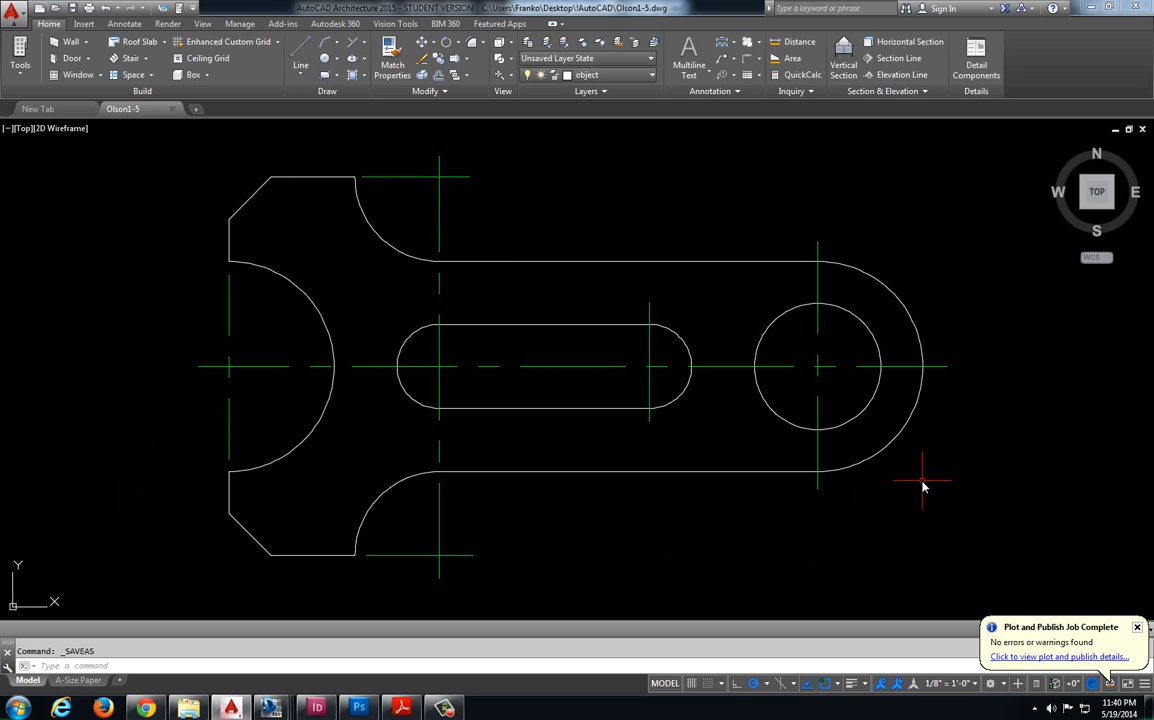 AutoCAD Architecture 2015 - STUDENT VERSION C:\Users\Franko\Desktop\!AutoCAD\Olson1-5.dwg
Type a keyword or phrase
Sign In
Home Insert Annotate Render View Manage Add-ins Autodesk 360 Tools BIM 360 Featured Apps
Tools
Wall
Door
Window
Roof Slab
Stair
Space
Enhanced Custom Grid
Ceiling Grid
Box
Build
Line
Draw
Match
Properties
Modify
View
Unsaved Layer State
object
Layers
Multiline
Text
Annotation
Distance
Area
QuickCalc
Inquiry
Vertical
Section
Horizontal Section
Section Line
Elevation Line
Section & Elevation
Detail
Components
Details
New Tab
Olson1-5
[−][Top][2D Wireframe]
N
W TOP E
S
WCS
Y
X
Plot and Publish Job Complete
No errors or warnings found
Click to view plot and publish details...
Command: _SAVEAS
Type a command
Model A-Size Paper
MODEL
1/8" = 1'-0"
+0"
Id
Ps
11:40 PM
5/19/2014